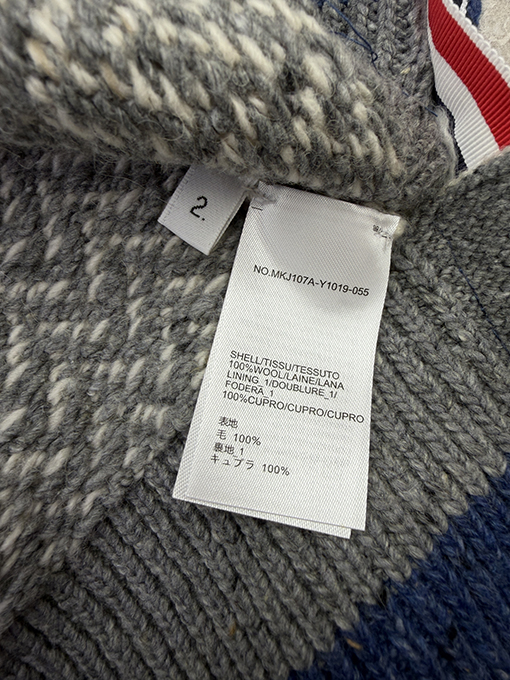 2.
NO.MKJ107A-Y1019-055
SHELL/TISSU/TESSUTO
100%WOOL/LAINE/LANA
LINING_1/DOUBLURE_1/
FODERA_1
100%CUPRO/CUPRO/CUPRO
表地
毛 100%
裏地_1
キュプラ 100%